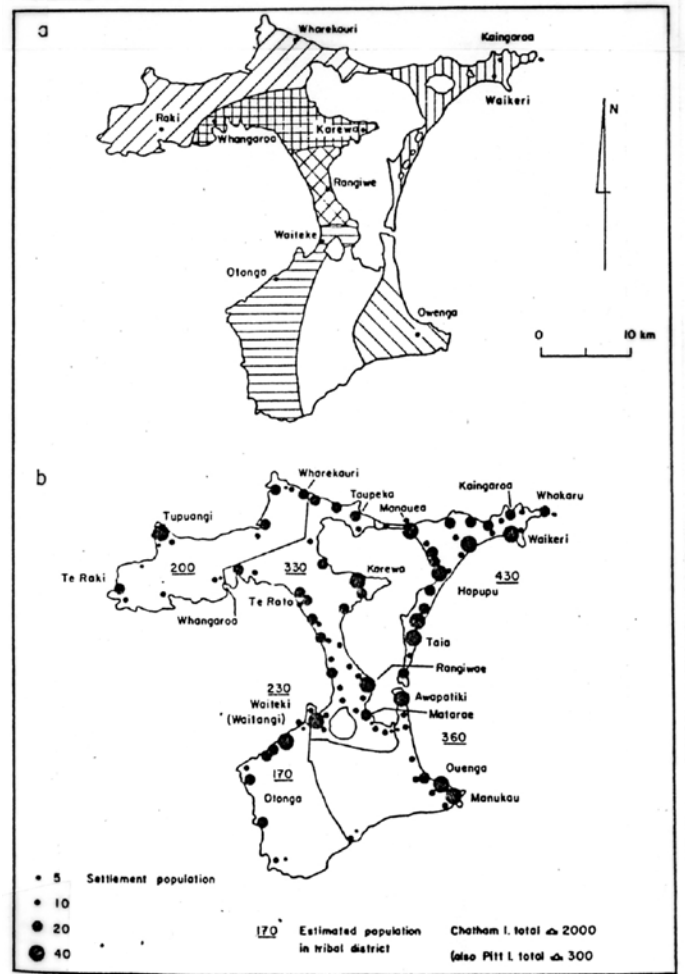 a
Wharekauri
Kaingaroa
Waikeri
Raki
Whangaroa
Karewa
N
Rangiwe
Waiteke
Otonga
Owenga
0 10 km
b
Wharekauri
Taupeka
Manauea
Kaingaroa
Whakaru
Tupuangi
Waikeri
200
330
Karewa
Te Raki
430
Hapupu
Whangaroa
Te Rato
Taia
Rangiwae
230
Waiteki
(Waitangi)
Awapatiki
Matarae
360
170
Ouenga
Otonga
Manukau
5 Settlement population
10
20
40
170 Estimated population
in tribal district
Chatham I. total ≏ 2000
(also Pitt I. total ≏ 300